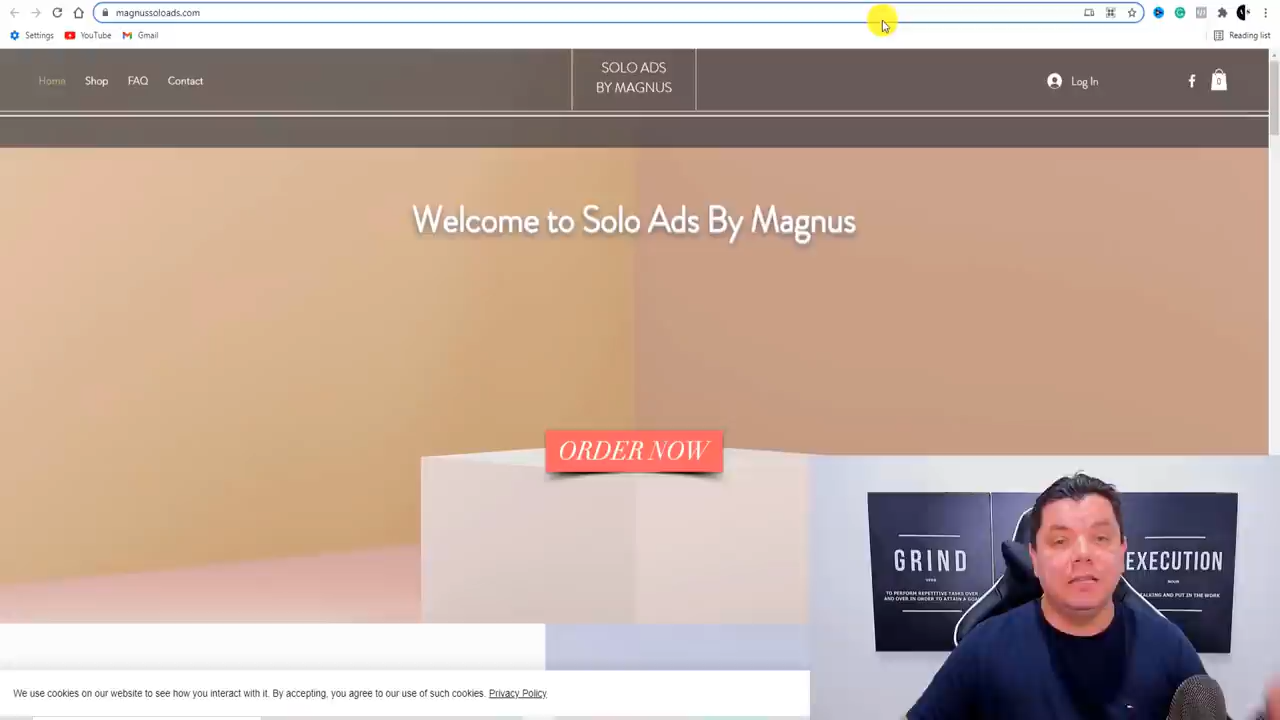 magnussoloads.com
Settings
YouTube
Gmail
Reading list
Home
Shop
FAQ
Contact
SOLO ADS
BY MAGNUS
Log In
0
Welcome to Solo Ads By Magnus
ORDER NOW
GRIND
TO PERFORM REPETITIVE TASKS OVER
AND OVER IN ORDER TO ATTAIN A GOAL
EXECUTION
NOUN
TALKING AND PUT IN THE WORK
We use cookies on our website to see how you interact with it. By accepting, you agree to our use of such cookies. Privacy Policy